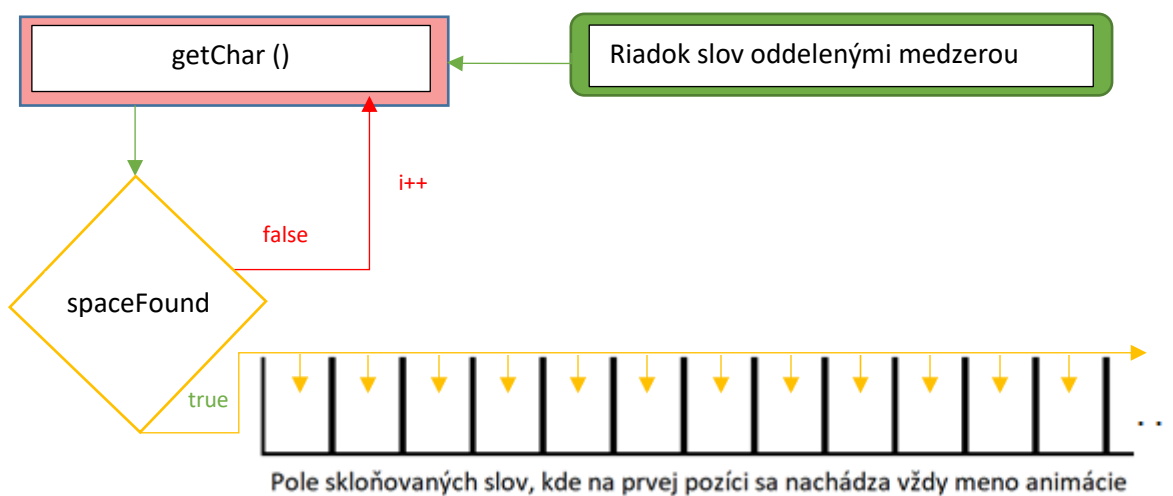 getChar ()
Riadok slov oddelenými medzerou
i++
false
spaceFound
true
. .
Pole skloňovaných slov, kde na prvej pozíci sa nachádza vždy meno animácie